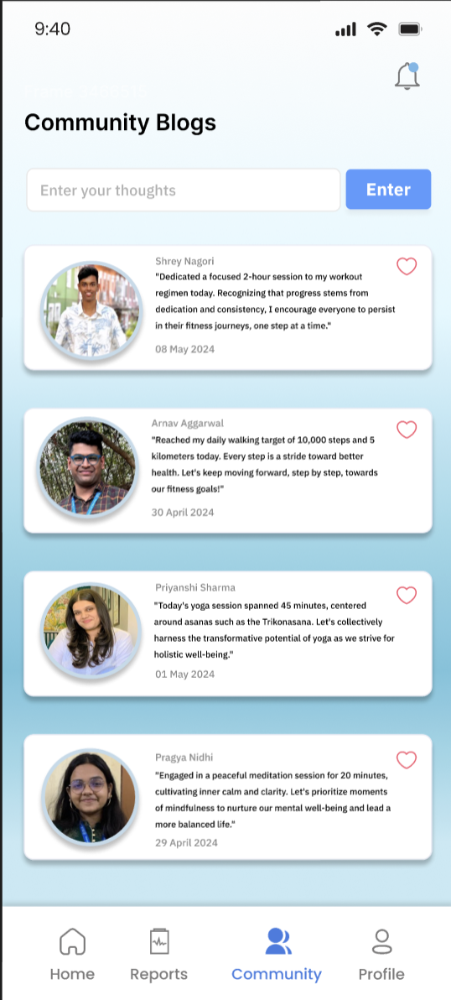 9:40
Community Blogs
Enter your thoughts
Enter
Shrey Nagori
"Dedicated a focused 2-hour session to my workout
regimen today. Recognizing that progress stems from
dedication and consistency, I encourage everyone to persist
in their fitness journeys, one step at a time."
08 May 2024
Arnav Aggarwal
"Reached my daily walking target of 10,000 steps and 5
kilometers today. Every step is a stride toward better
health. Let's keep moving forward, step by step, towards
our fitness goals!"
30 April 2024
Priyanshi Sharma
"Today's yoga session spanned 45 minutes, centered
around asanas such as the Trikonasana. Let's collectively
harness the transformative potential of yoga as we strive for
holistic well-being."
01 May 2024
Pragya Nidhi
"Engaged in a peaceful meditation session for 20 minutes,
cultivating inner calm and clarity. Let's prioritize moments
of mindfulness to nurture our mental well-being and lead a
more balanced life."
29 April 2024
Home
Reports
Community
Profile